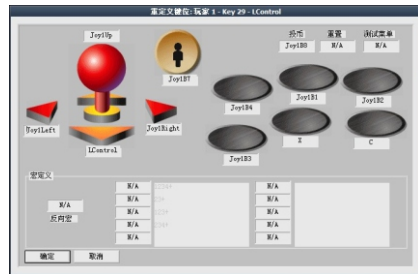 重定义键位: 玩家 1 - Key 29 - LControl
Joy1Up
投币
重置
测试菜单
Joy1B0
N/A
N/A
Joy1B7
Joy1B4
Joy1B1
Joy1B2
Joy1Left
Joy1Right
LControl
Joy1B3
X
C
宏定义
N/A
反向宏
N/A
N/A
N/A
N/A
N/A
N/A
N/A
N/A
确定
取消